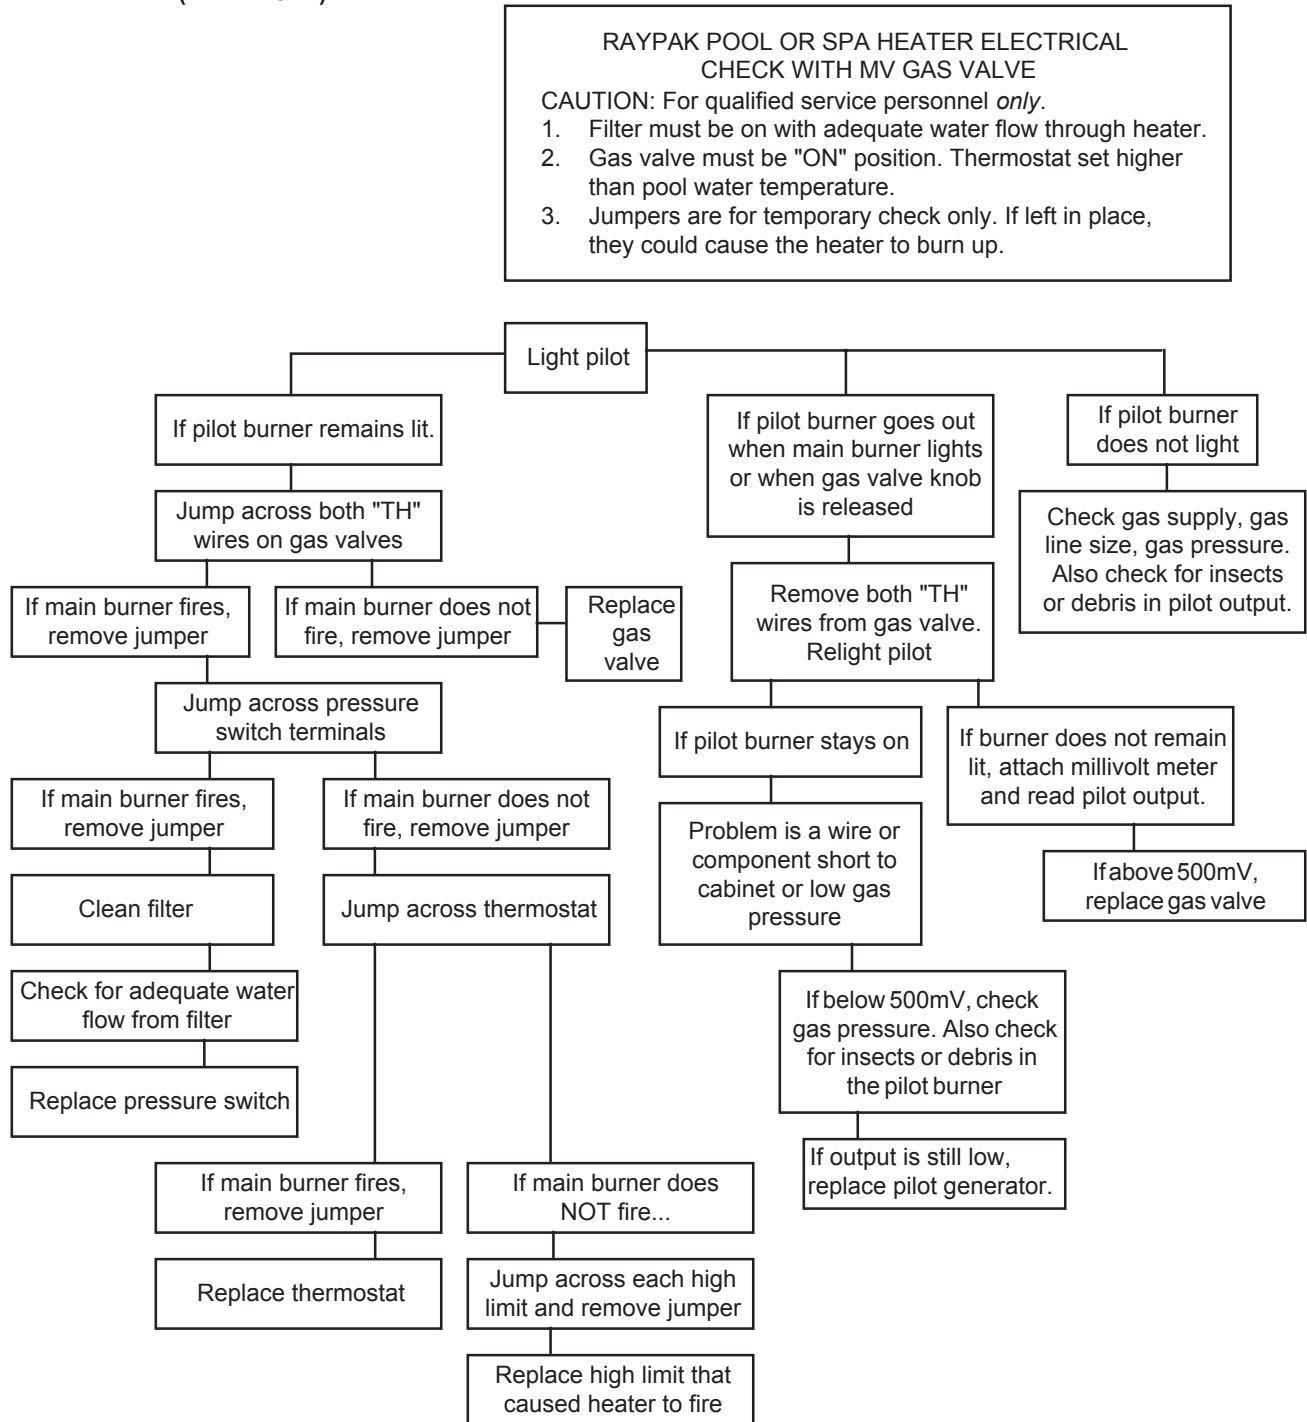 RAYPAK POOL OR SPA HEATER ELECTRICAL
CHECK WITH MV GAS VALVE
CAUTION: For qualified service personnel only.
1. Filter must be on with adequate water flow through heater.
2. Gas valve must be "ON" position. Thermostat set higher
than pool water temperature.
3. Jumpers are for temporary check only. If left in place,
they could cause the heater to burn up.
Light pilot
If pilot burner remains lit.
If pilot burner goes out
when main burner lights
or when gas valve knob
is released
If pilot burner
does not light
Jump across both "TH"
wires on gas valves
Check gas supply, gas
line size, gas pressure.
Also check for insects
or debris in pilot output.
If main burner fires,
remove jumper
If main burner does not
fire, remove jumper
Replace
gas
valve
Remove both "TH"
wires from gas valve.
Relight pilot
Jump across pressure
switch terminals
If pilot burner stays on
If burner does not remain
lit, attach millivolt meter
and read pilot output.
If main burner fires,
remove jumper
If main burner does not
fire, remove jumper
Problem is a wire or
component short to
cabinet or low gas
pressure
If above 500mV,
replace gas valve
Clean filter
Jump across thermostat
Check for adequate water
flow from filter
If below 500mV, check
gas pressure. Also check
for insects or debris in
the pilot burner
Replace pressure switch
If output is still low,
replace pilot generator.
If main burner fires,
remove jumper
If main burner does
NOT fire...
Replace thermostat
Jump across each high
limit and remove jumper
Replace high limit that
caused heater to fire